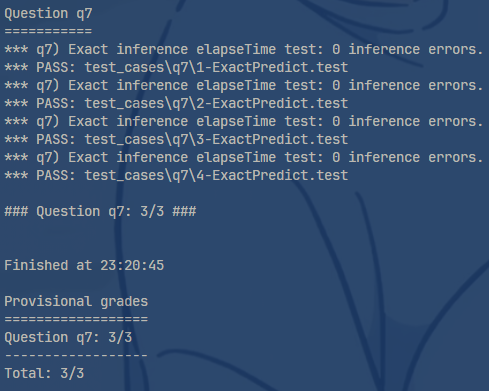 Question q7
===========
*** q7) Exact inference elapseTime test: 0 inference errors.
*** PASS: test_cases\q7\1-ExactPredict.test
*** q7) Exact inference elapseTime test: 0 inference errors.
*** PASS: test_cases\q7\2-ExactPredict.test
*** q7) Exact inference elapseTime test: 0 inference errors.
*** PASS: test_cases\q7\3-ExactPredict.test
*** q7) Exact inference elapseTime test: 0 inference errors.
*** PASS: test_cases\q7\4-ExactPredict.test
### Question q7: 3/3 ###
Finished at 23:20:45
Provisional grades
==================
Question q7: 3/3
------------------
Total: 3/3